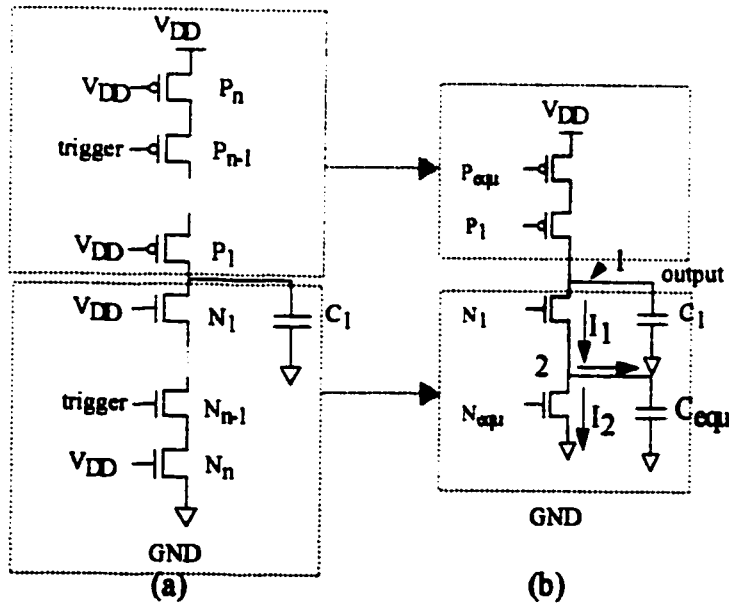 VDD
VDD Pn
trigger Pn-1
VDD P1
VDD N1 C1
trigger Nn-1
VDD Nn
GND
(a)
VDD
Pequ
P1
1
output
N1 I1 C1
2
Nequ I2 Cequ
GND
(b)